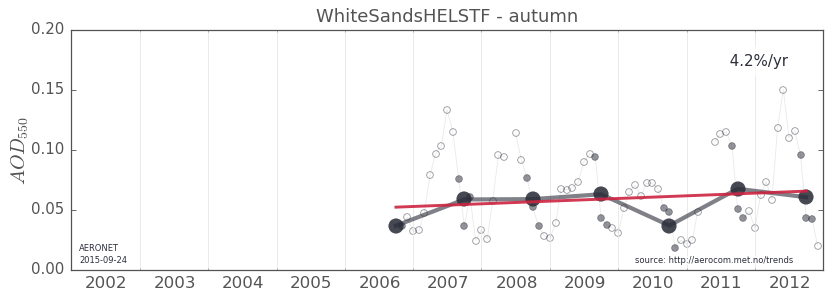 WhiteSandsHELSTF - autumn
0.20
4.2%/yr
0.15
AOD550
0.10
0.05
AERONET
2015-09-24
source: http://aerocom.met.no/trends
0.00
2002 2003 2004 2005 2006 2007 2008 2009 2010 2011 2012